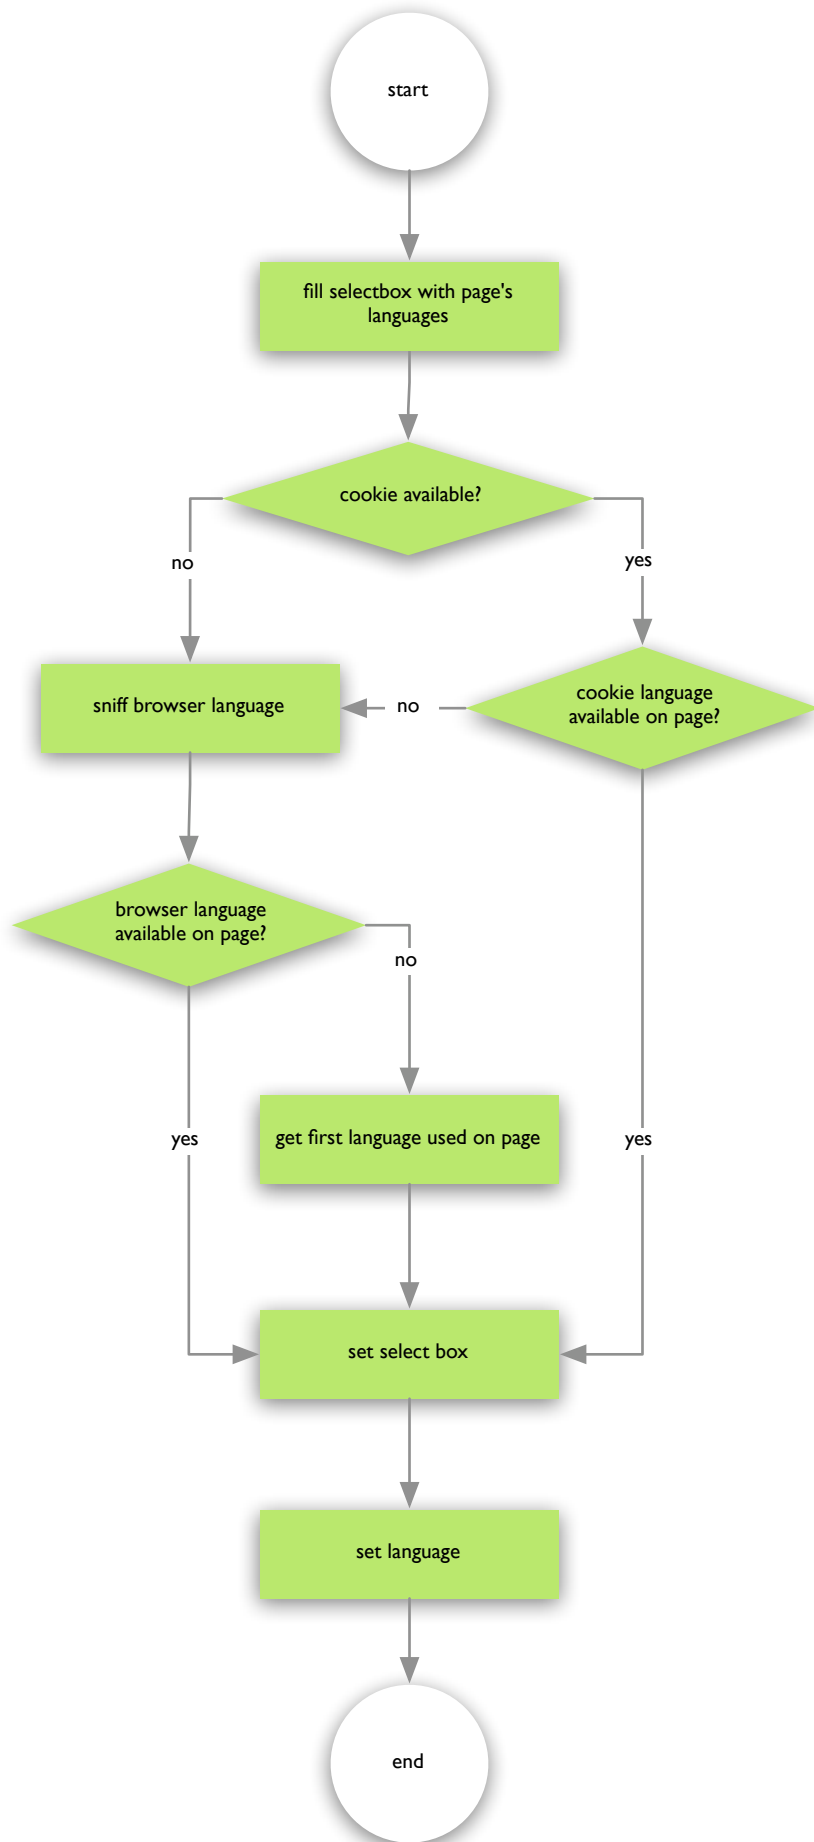 start
fill selectbox with page's
languages
cookie available?
no
yes
sniff browser language
no
cookie language
available on page?
browser language
available on page?
no
yes
get first language used on page
yes
set select box
set language
end